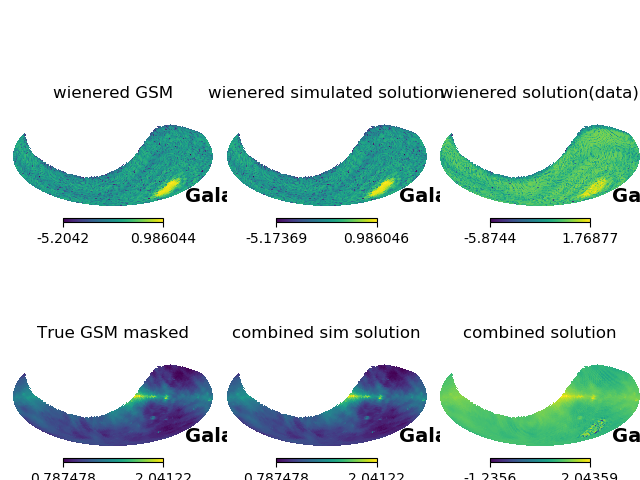 wienered GSM
wienered simulated solution
wienered solution(data)
Gala
Gala
Ga
-5.2042 0.986044
-5.17369 0.986046
-5.8744 1.76877
True GSM masked
combined sim solution
combined solution
Gala
Gala
Ga
0.787478 2.04122
0.787478 2.04122
-1.2356 2.04359